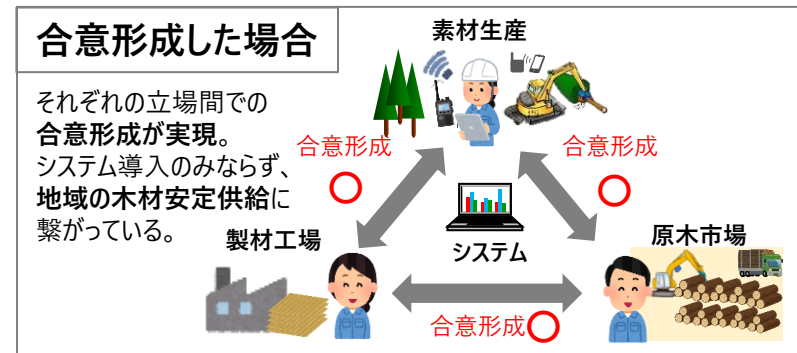 合意形成した場合
それぞれの立場間での
合意形成が実現。
システム導入のみならず、
地域の木材安定供給に
繋がっている。
素材生産
合意形成
合意形成
システム
製材工場
原木市場
合意形成